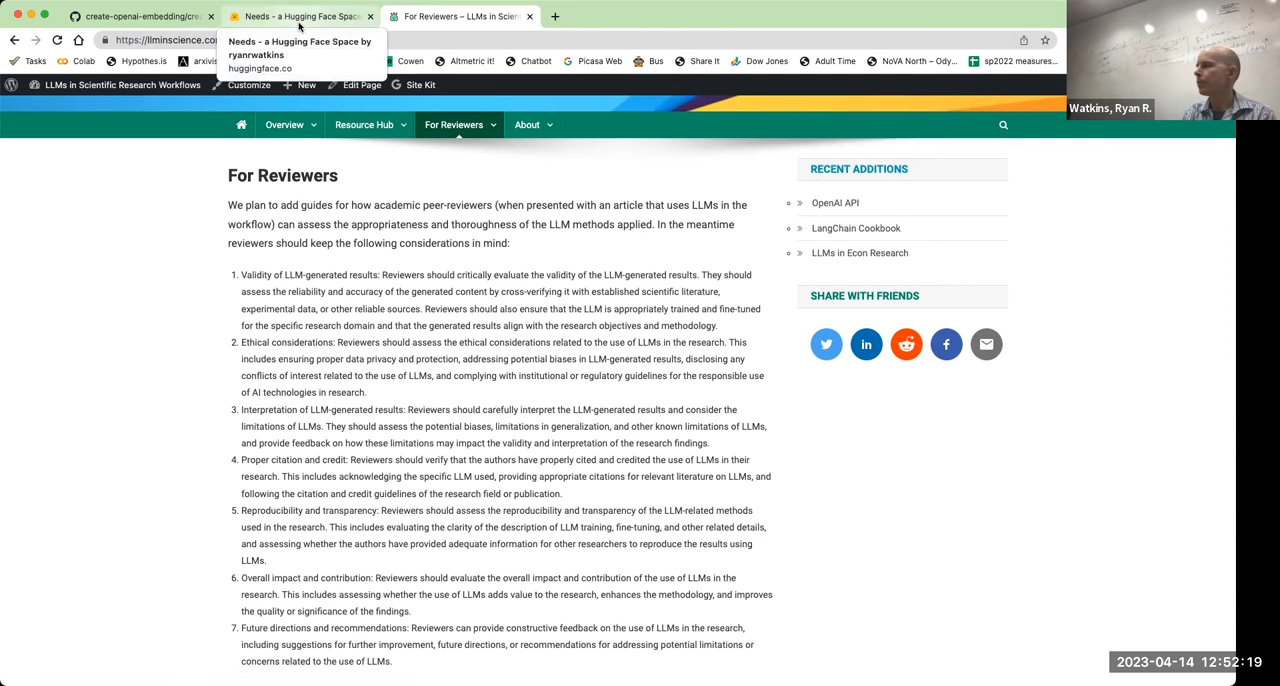 create-openai-embedding/cre
Needs - a Hugging Face Space
For Reviewers – LLMs in Scien
https://llminscience.co
Needs - a Hugging Face Space by
ryanrwatkins
huggingface.co
Tasks
Colab
Hypothes.is
arxivis
Cowen
Altmetric it!
Chatbot
Picasa Web
Bus
Share It
Dow Jones
Adult Time
NoVA North – Ody...
sp2022 measures...
LLMs in Scientific Research Workflows
Customize
New
Edit Page
Site Kit
Watkins, Ryan R.
Overview
Resource Hub
For Reviewers
About
For Reviewers
We plan to add guides for how academic peer-reviewers (when presented with an article that uses LLMs in the
workflow) can assess the appropriateness and thoroughness of the LLM methods applied. In the meantime
reviewers should keep the following considerations in mind:
1. Validity of LLM-generated results: Reviewers should critically evaluate the validity of the LLM-generated results. They should
assess the reliability and accuracy of the generated content by cross-verifying it with established scientific literature,
experimental data, or other reliable sources. Reviewers should also ensure that the LLM is appropriately trained and fine-tuned
for the specific research domain and that the generated results align with the research objectives and methodology.
2. Ethical considerations: Reviewers should assess the ethical considerations related to the use of LLMs in the research. This
includes ensuring proper data privacy and protection, addressing potential biases in LLM-generated results, disclosing any
conflicts of interest related to the use of LLMs, and complying with institutional or regulatory guidelines for the responsible use
of AI technologies in research.
3. Interpretation of LLM-generated results: Reviewers should carefully interpret the LLM-generated results and consider the
limitations of LLMs. They should assess the potential biases, limitations in generalization, and other known limitations of LLMs,
and provide feedback on how these limitations may impact the validity and interpretation of the research findings.
4. Proper citation and credit: Reviewers should verify that the authors have properly cited and credited the use of LLMs in their
research. This includes acknowledging the specific LLM used, providing appropriate citations for relevant literature on LLMs, and
following the citation and credit guidelines of the research field or publication.
5. Reproducibility and transparency: Reviewers should assess the reproducibility and transparency of the LLM-related methods
used in the research. This includes evaluating the clarity of the description of LLM training, fine-tuning, and other related details,
and assessing whether the authors have provided adequate information for other researchers to reproduce the results using
LLMs.
6. Overall impact and contribution: Reviewers should evaluate the overall impact and contribution of the use of LLMs in the
research. This includes assessing whether the use of LLMs adds value to the research, enhances the methodology, and improves
the quality or significance of the findings.
7. Future directions and recommendations: Reviewers can provide constructive feedback on the use of LLMs in the research,
including suggestions for further improvement, future directions, or recommendations for addressing potential limitations or
concerns related to the use of LLMs.
RECENT ADDITIONS
OpenAI API
LangChain Cookbook
LLMs in Econ Research
SHARE WITH FRIENDS
2023-04-14 12:52:19